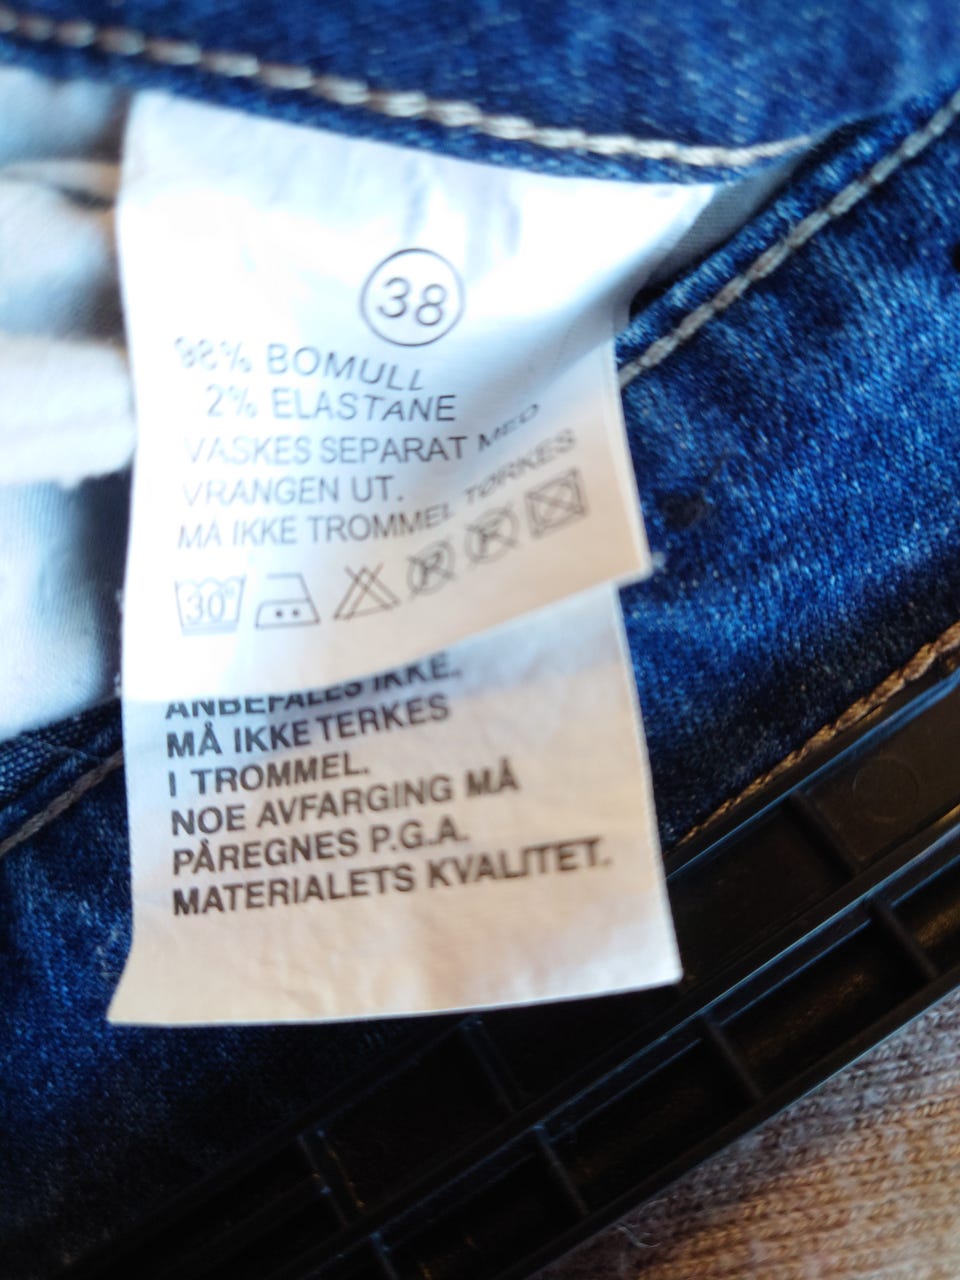 38
98% BOMULL
2% ELASTANE
VASKES SEPARAT MED
VRANGEN UT.
MÅ IKKE TROMMEL TØRKES
30°
P
F
ANBEFALES IKKE.
MÅ IKKE TERKES
I TROMMEL.
NOE AVFARGING MÅ
PÅREGNES P.G.A.
MATERIALETS KVALITET.